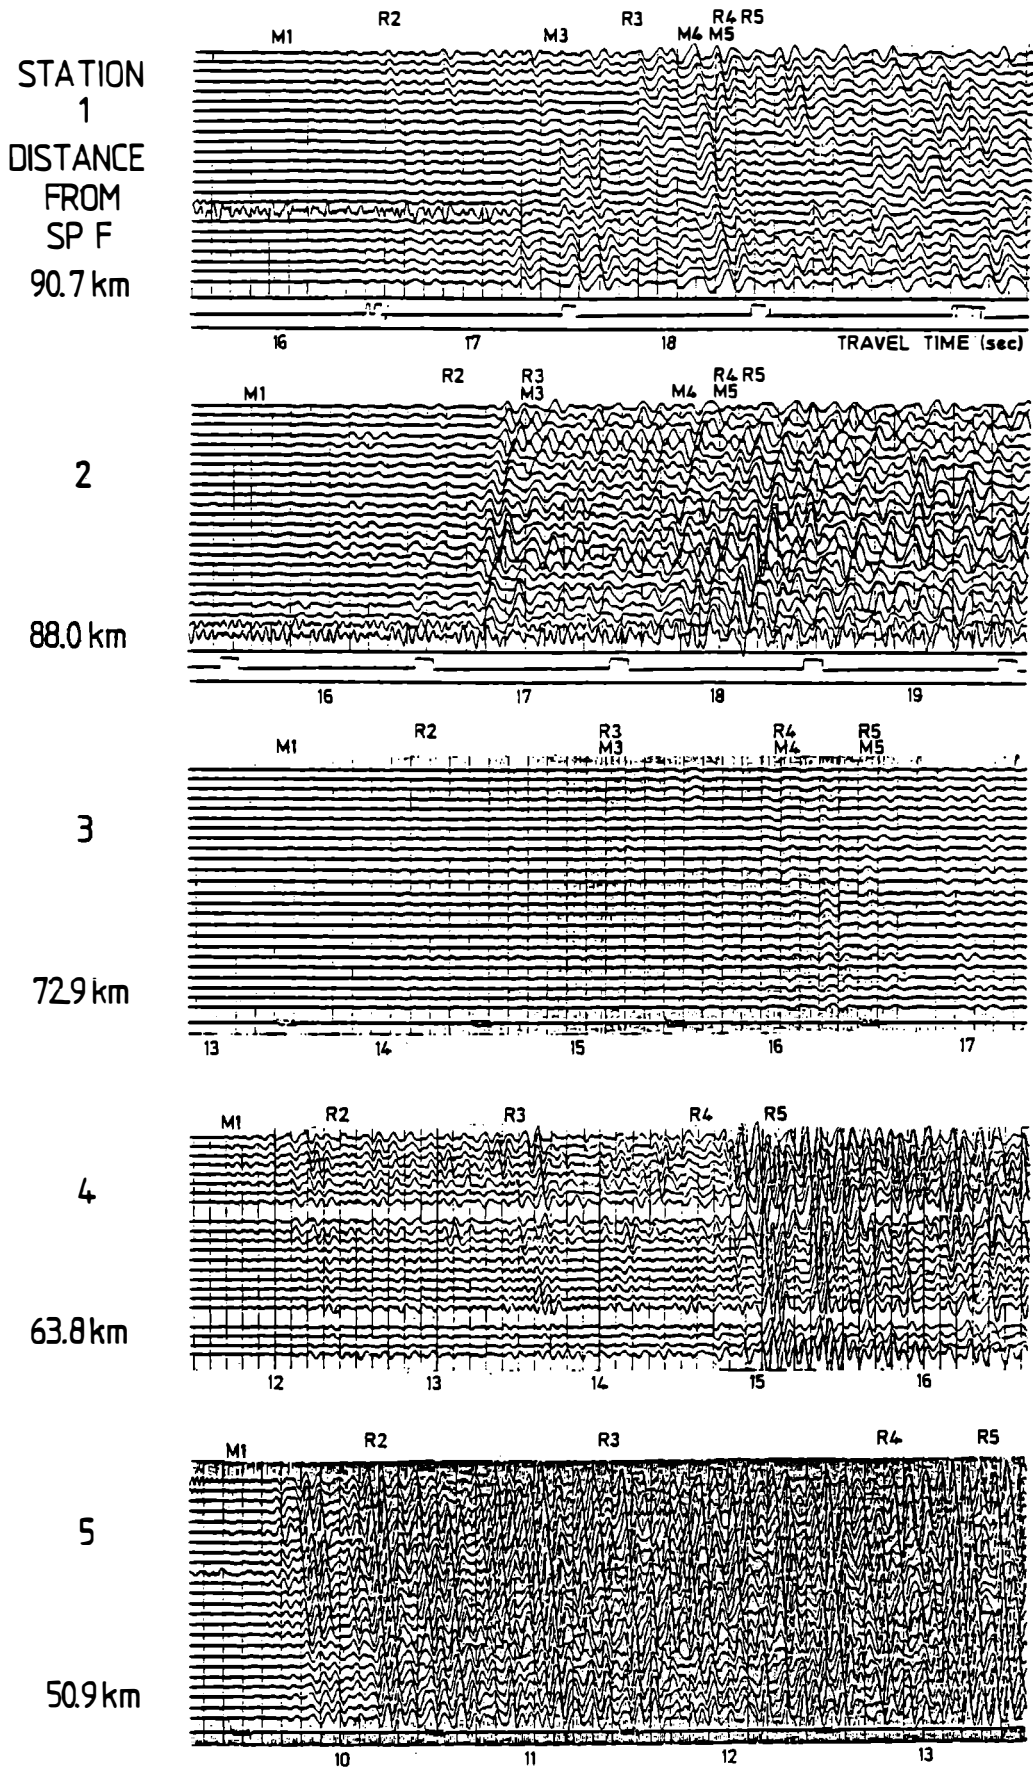 R2 R3 R4 R5
M1 M3 M4 M5
STATION
1
DISTANCE
FROM
SP F
90.7 km
16 17 18 TRAVEL TIME (sec)
R2 R3 R4 R5
M1 M3 M4 M5
2
88.0 km
16 17 18 19
R2 R3 R4 R5
M1 M3 M4 M5
3
72.9 km
13 14 15 16 17
M1 R2 R3 R4 R5
4
63.8 km
12 13 14 15 16
M1 R2 R3 R4 R5
5
50.9 km
10 11 12 13